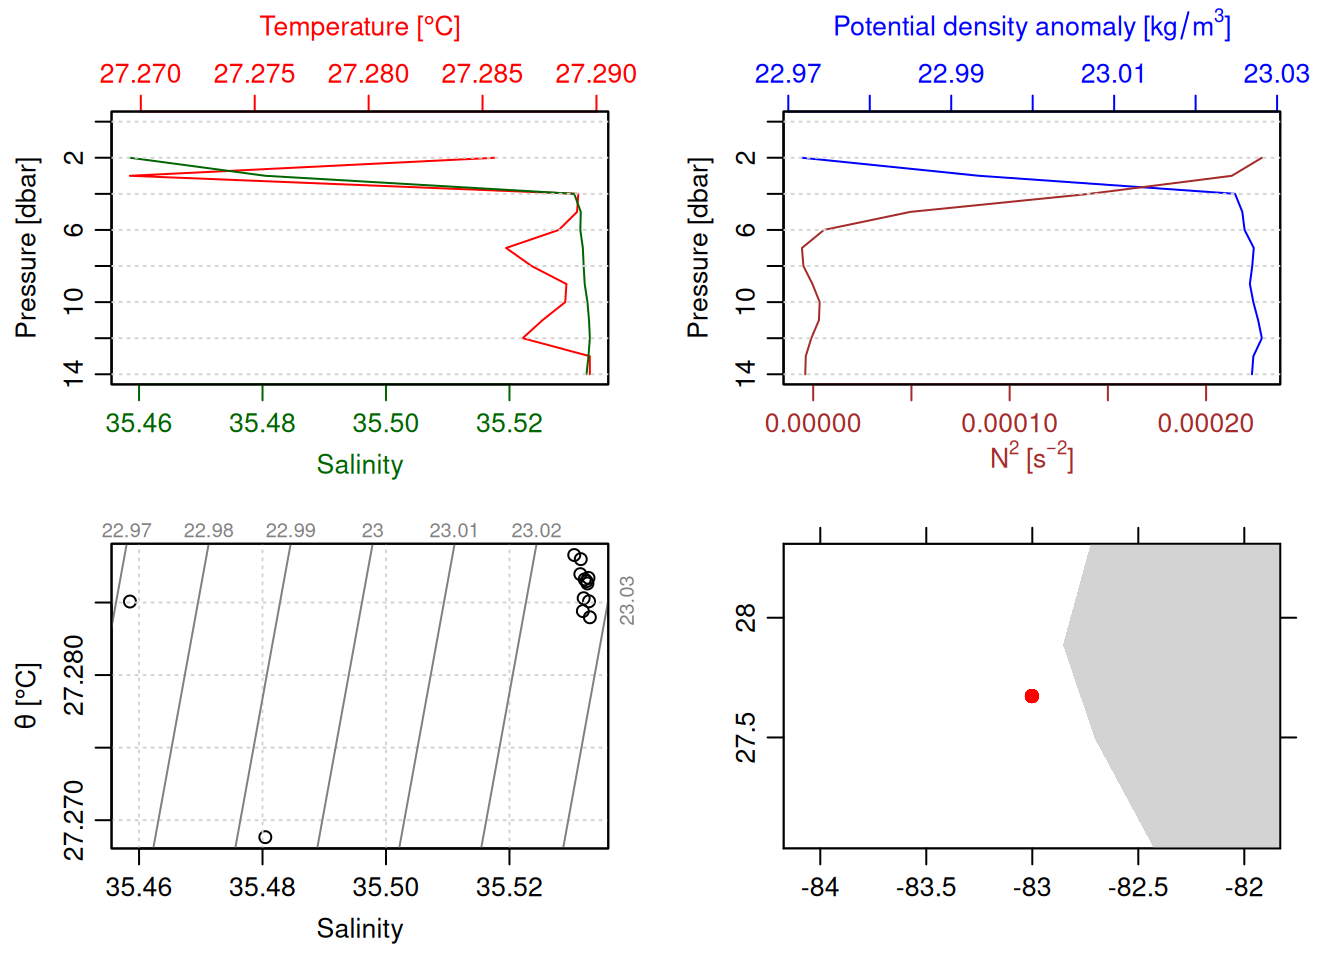 Temperature [°C]
27.270 27.275 27.280 27.285 27.290
Pressure [dbar]
2
6
10
14
35.46 35.48 35.50 35.52
Salinity
Potential density anomaly [kg/m³]
22.97 22.99 23.01 23.03
Pressure [dbar]
2
6
10
14
0.00000 0.00010 0.00020
N² [s⁻²]
22.97 22.98 22.99 23 23.01 23.02
23.03
θ [°C]
27.280
27.270
35.46 35.48 35.50 35.52
Salinity
28
27.5
-84 -83.5 -83 -82.5 -82